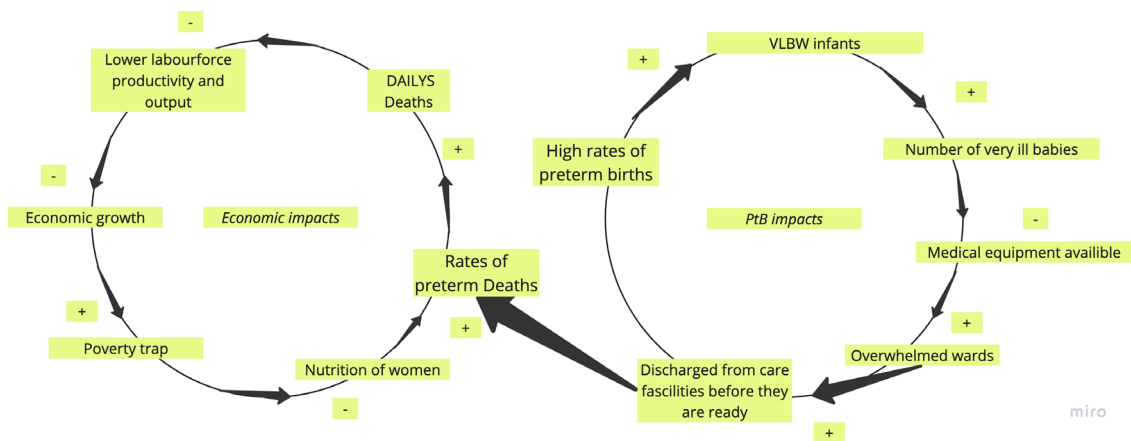 -
Lower labourforce
productivity and
output
DAILYS
Deaths
+
-
Economic growth
Economic impacts
Rates of
preterm Deaths
+
+
Poverty trap
Nutrition of women
-
VLBW infants
+
+
High rates of
preterm births
Number of very ill babies
PtB impacts
-
Medical equipment availible
+
Overwhelmed wards
Discharged from care
fascilities before they
are ready
+
miro